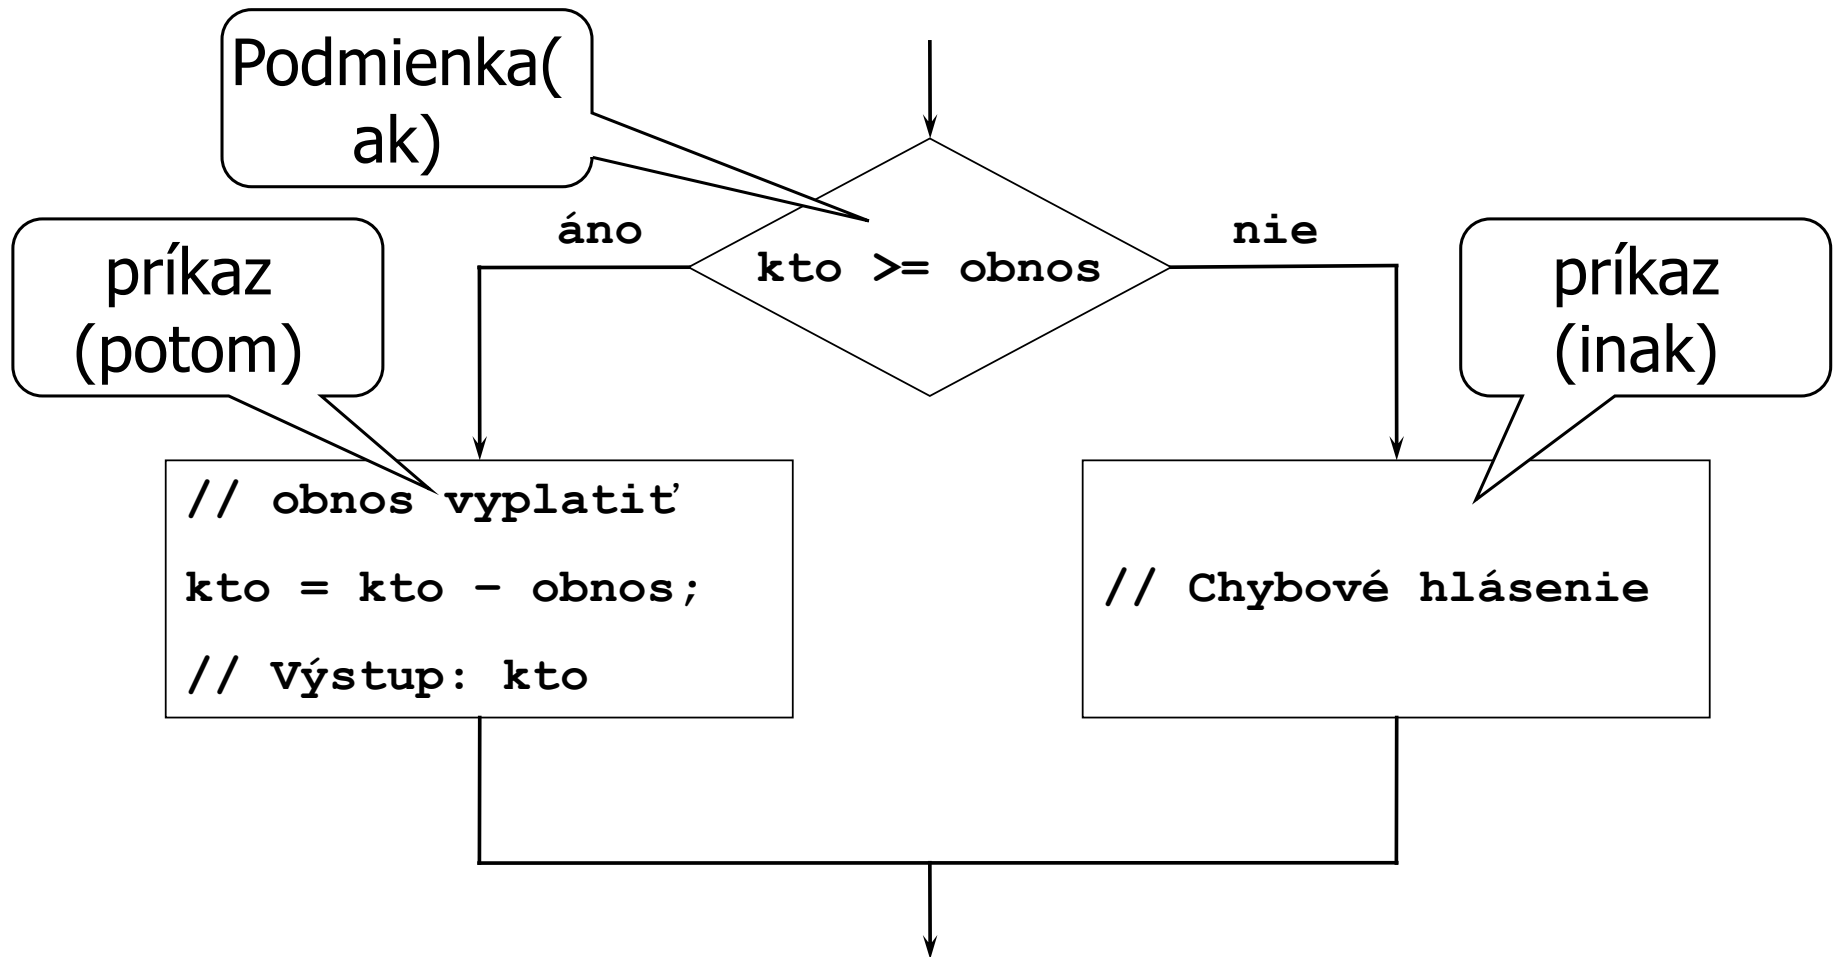 Podmienka(
ak)
áno
nie
kto >= obnos
príkaz
(potom)
príkaz
(inak)
// obnos vyplatiť
kto = kto – obnos;
// Výstup: kto
// Chybové hlásenie